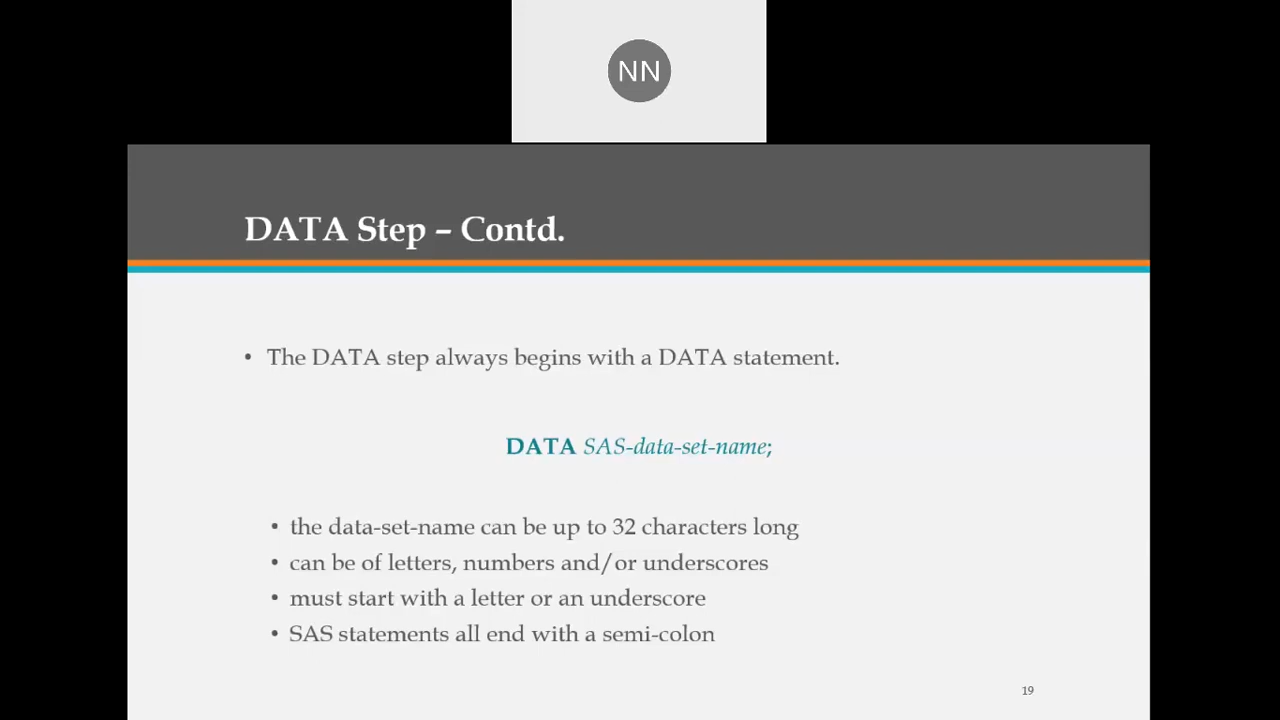 NN
DATA Step – Contd.
• The DATA step always begins with a DATA statement.
DATA SAS-data-set-name;
• the data-set-name can be up to 32 characters long
• can be of letters, numbers and/or underscores
• must start with a letter or an underscore
• SAS statements all end with a semi-colon
19